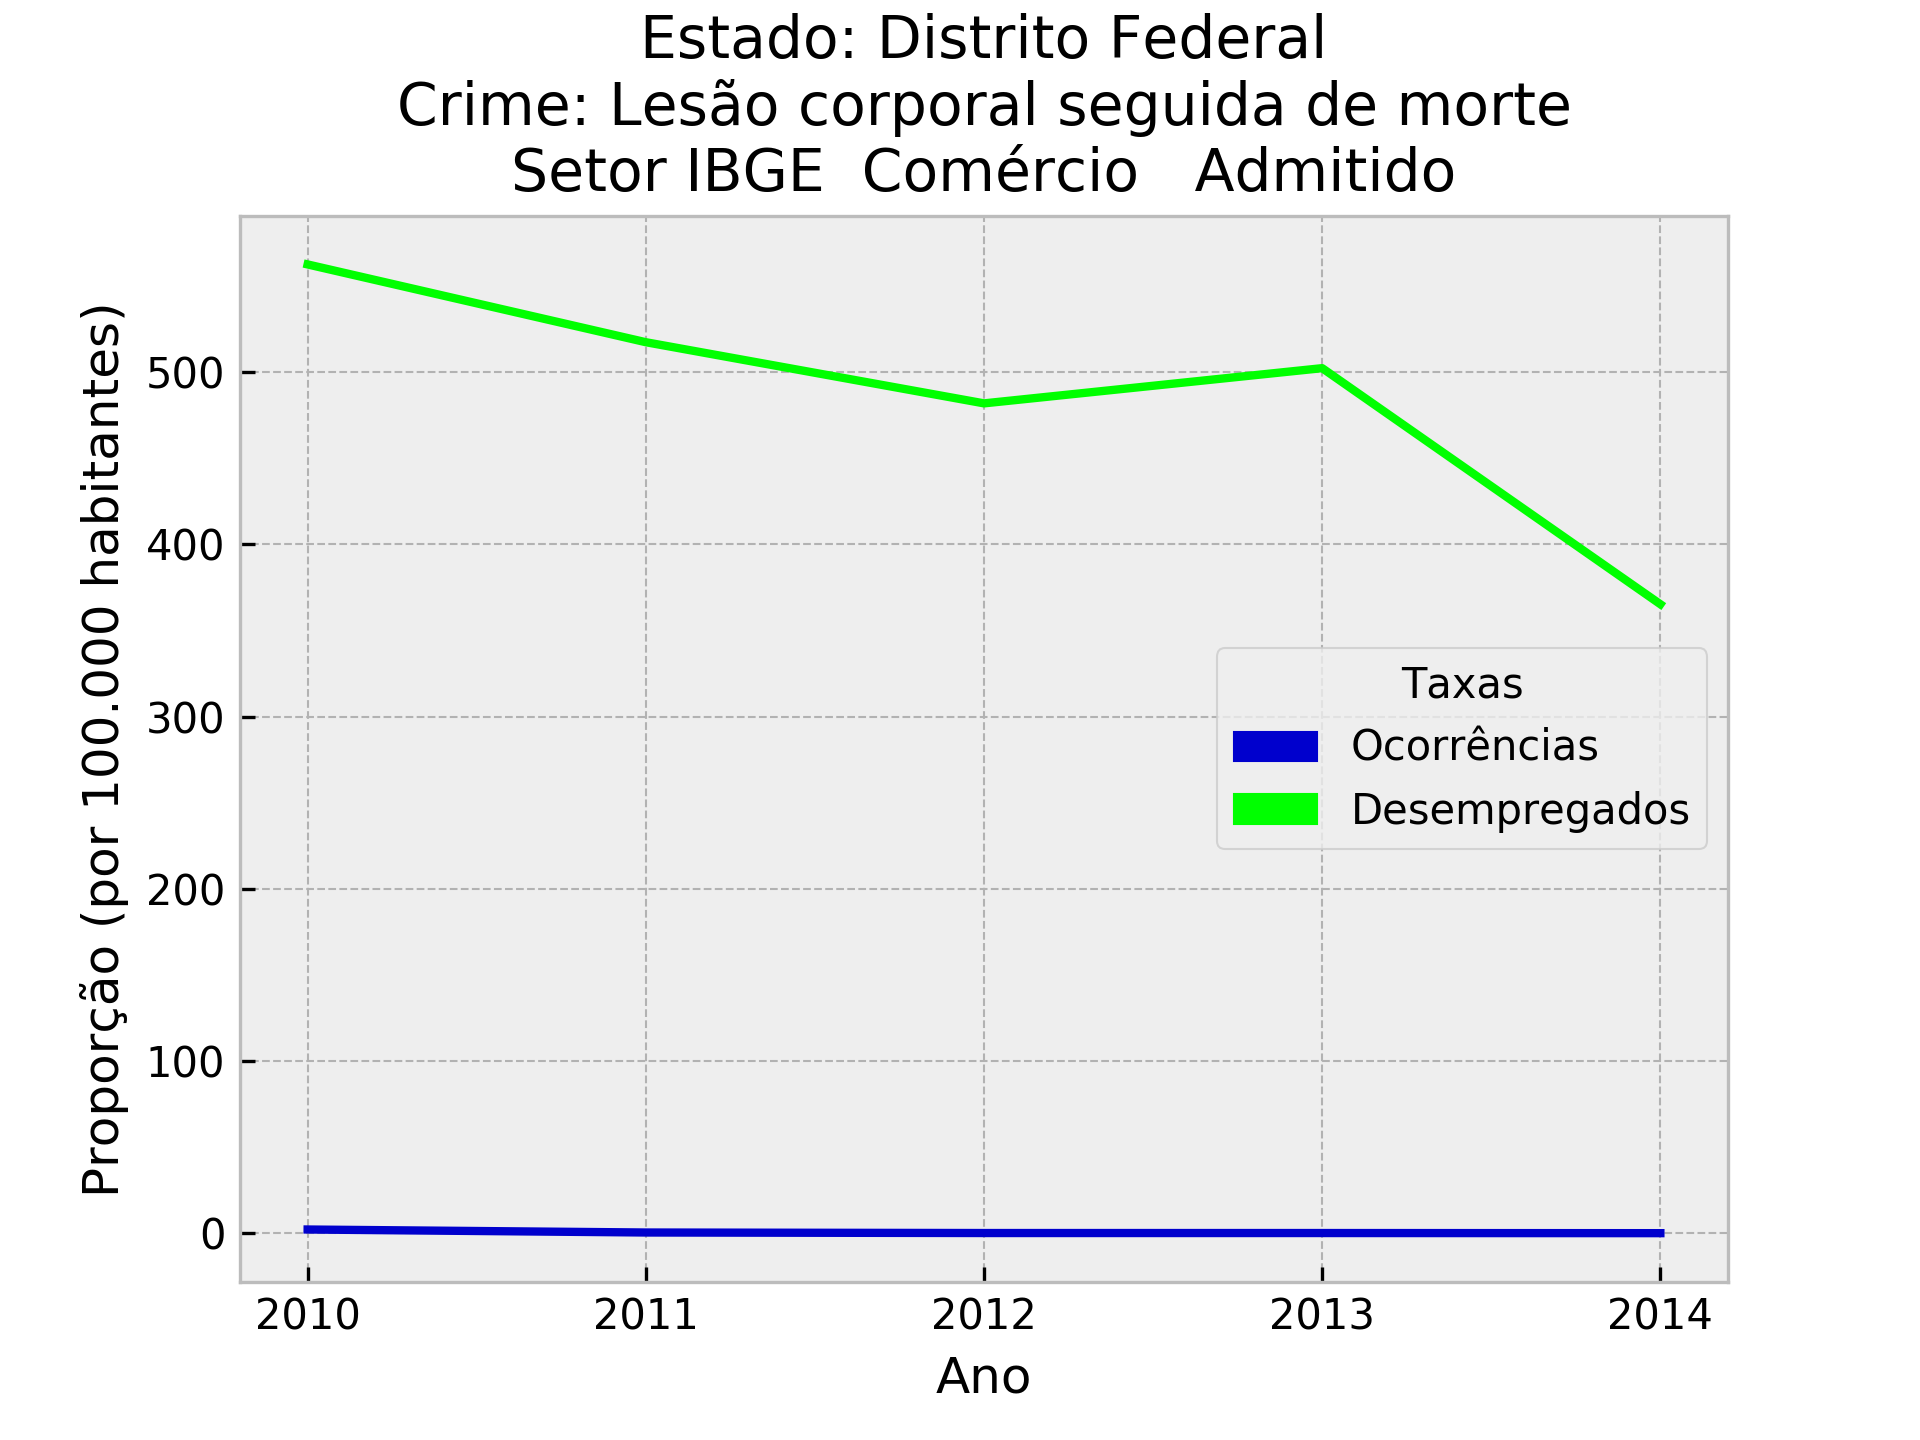 Estado: Distrito Federal
Crime: Lesão corporal seguida de morte
Setor IBGE  Comércio   Admitido
Proporção (por 100.000 habitantes)
500
400
300
200
100
0
Taxas
Ocorrências
Desempregados
2010 2011 2012 2013 2014
Ano